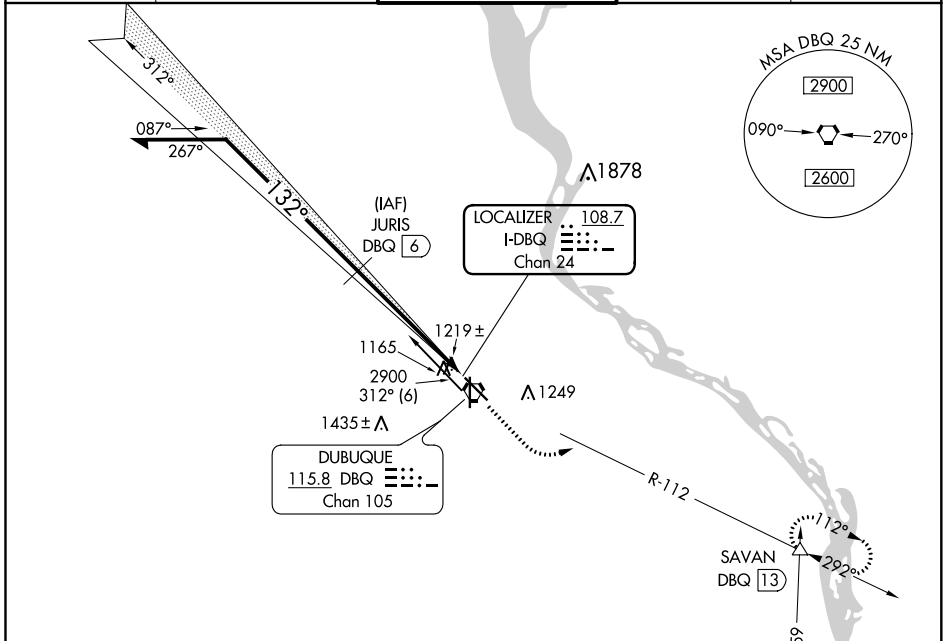 MSA DBQ 25 NM
2900
090°
270°
2600
312°
087°
267°
132°
(IAF)
JURIS
DBQ 6
1878
LOCALIZER 108.7
I-DBQ
Chan 24
1219 ±
1165
2900
312° (6)
1249
1435 ±
DUBUQUE
115.8 DBQ
Chan 105
R-112
112°
SAVAN
DBQ 13
292°